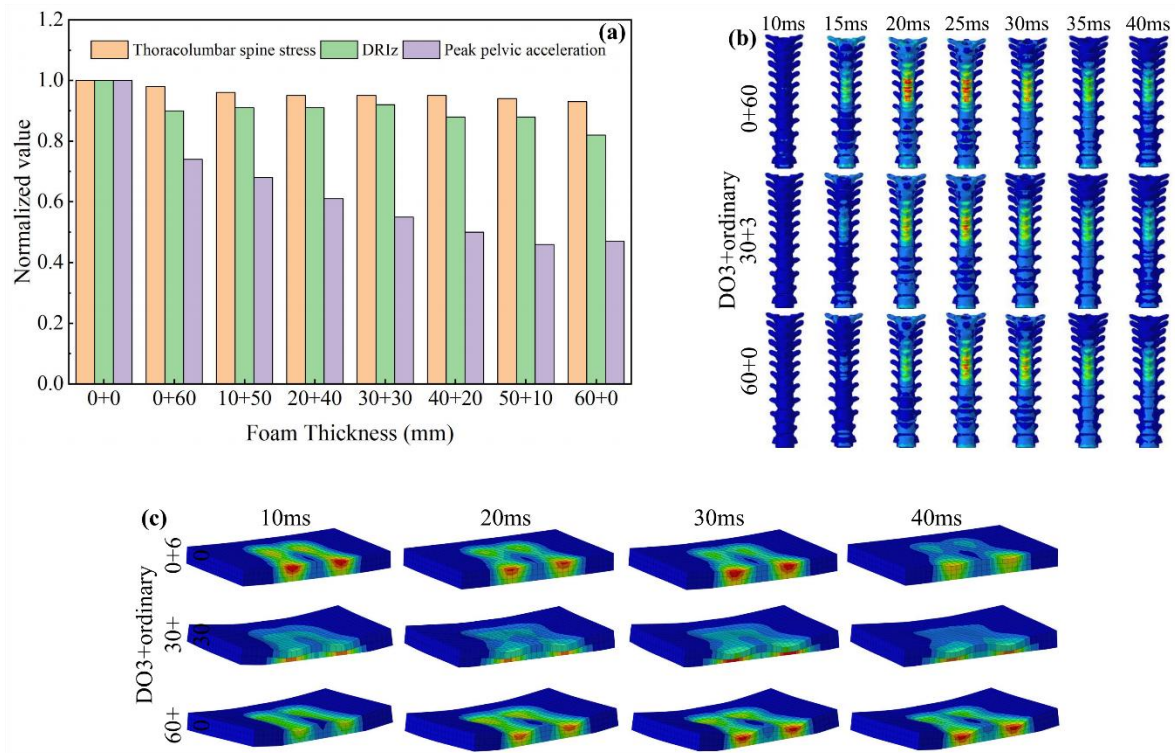 (a)
Thoracolumbar spine stress DRIz Peak pelvic acceleration
1.2
1.0
0.8
0.6
0.4
0.2
0.0
Normalized value
0+0 0+60 10+50 20+40 30+30 40+20 50+10 60+0
Foam Thickness (mm)
(b)
10ms 15ms 20ms 25ms 30ms 35ms 40ms
DO3+ordinary
0+60
30+3
60+0
(c)
10ms 20ms 30ms 40ms
DO3+ordinary
0+6
0
30+
30
60+
0